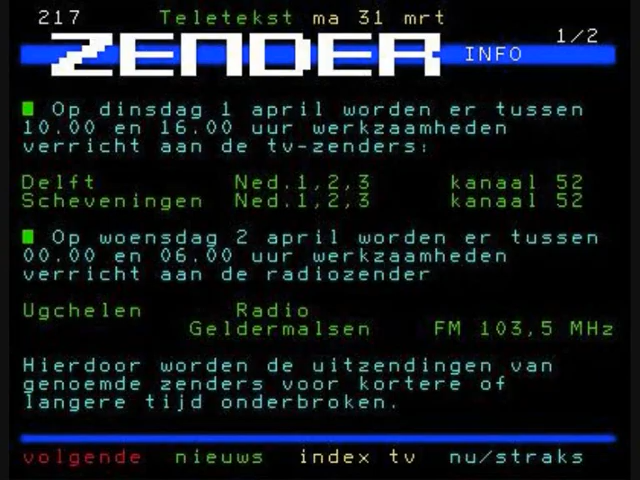 217 Teletekst ma 31 mrt
1/2
ZENDER INFO
Op dinsdag 1 april worden er tussen
10.00 en 16.00 uur werkzaamheden
verricht aan de tv-zenders:
Delft Ned.1,2,3 kanaal 52
Scheveningen Ned.1,2,3 kanaal 52
Op woensdag 2 april worden er tussen
00.00 en 06.00 uur werkzaamheden
verricht aan de radiozender
Ugchelen Radio
Geldermalsen FM 103,5 MHz
Hierdoor worden de uitzendingen van
genoemde zenders voor kortere of
langere tijd onderbroken.
volgende nieuws index tv nu/straks